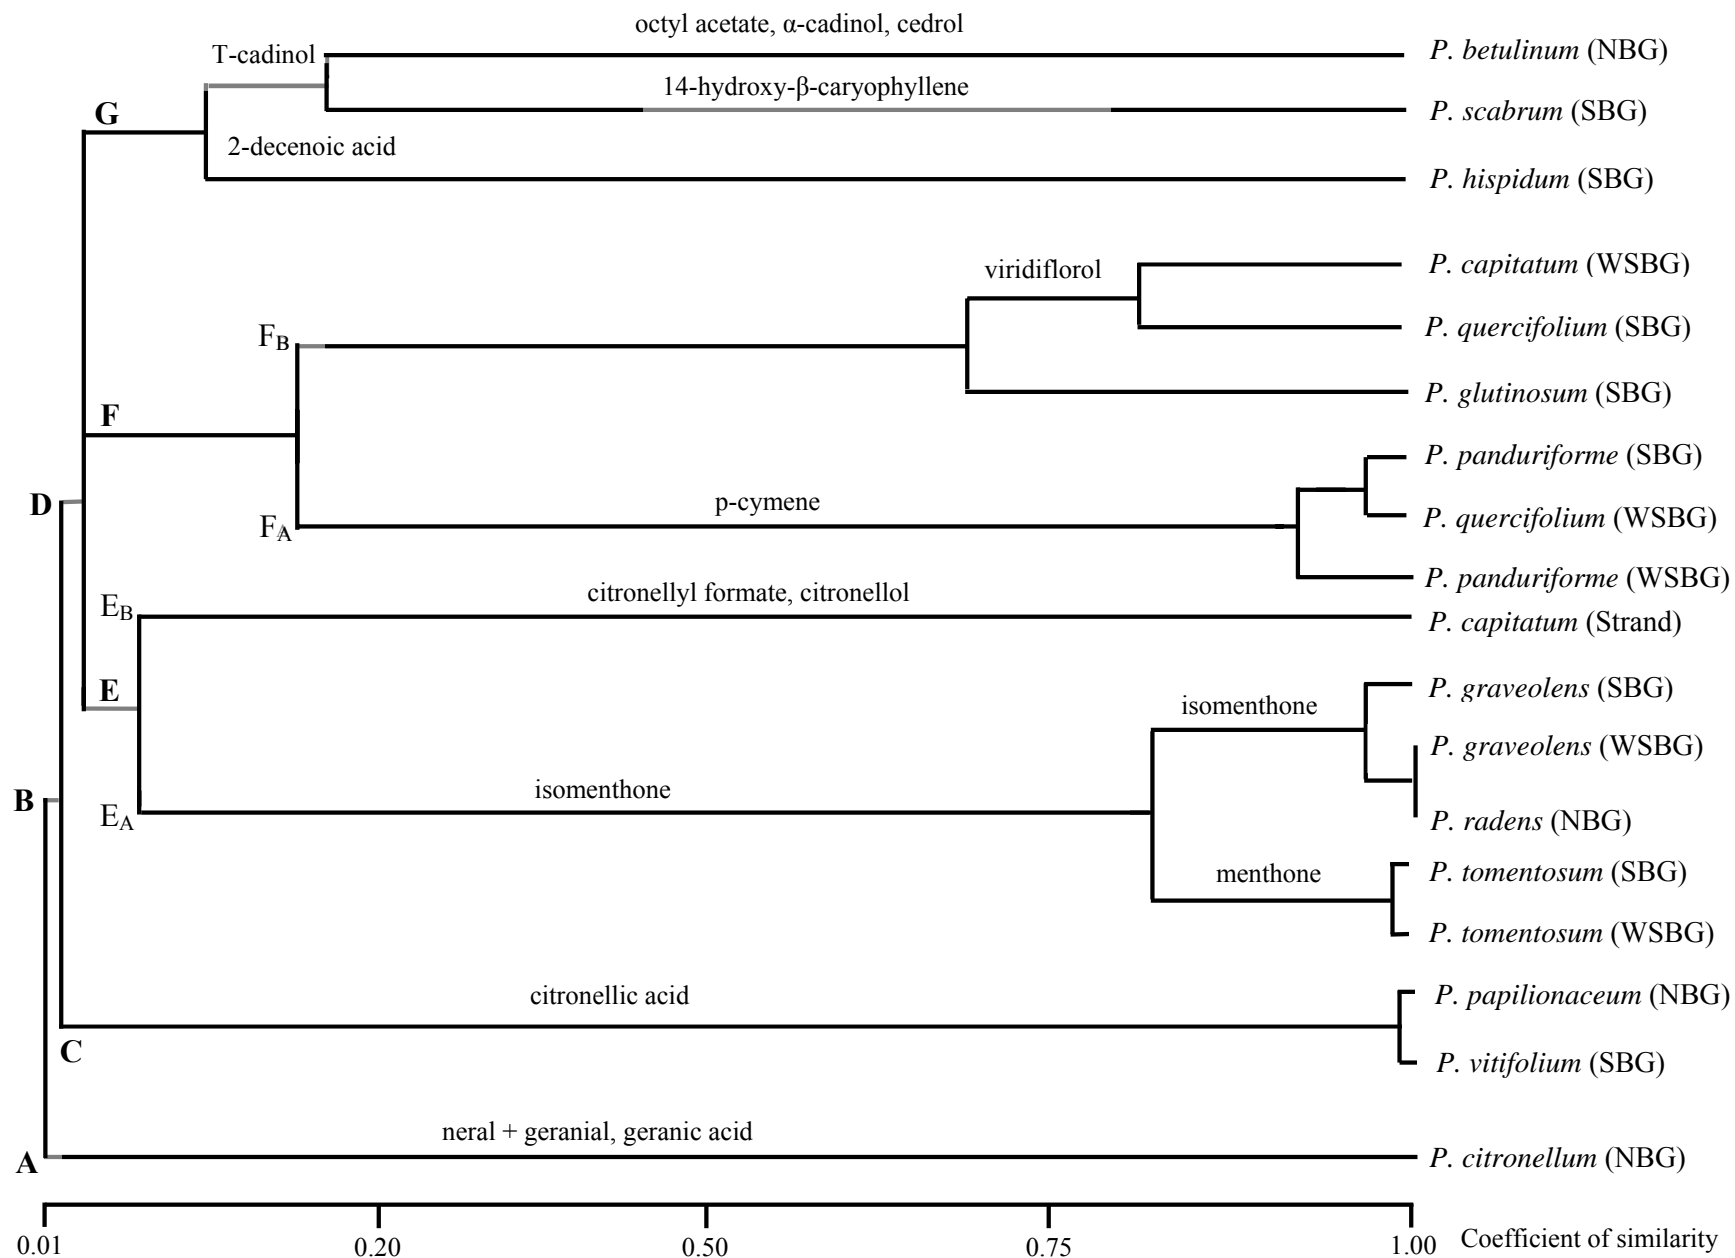 octyl acetate, α-cadinol, cedrol
T-cadinol
P. betulinum (NBG)
14-hydroxy-β-caryophyllene
P. scabrum (SBG)
G
2-decenoic acid
P. hispidum (SBG)
viridiflorol
P. capitatum (WSBG)
FB
P. quercifolium (SBG)
P. glutinosum (SBG)
F
P. panduriforme (SBG)
D
p-cymene
FA
P. quercifolium (WSBG)
P. panduriforme (WSBG)
EB
citronellyl formate, citronellol
P. capitatum (Strand)
E
isomenthone
P. graveolens (SBG)
P. graveolens (WSBG)
B
isomenthone
EA
P. radens (NBG)
menthone
P. tomentosum (SBG)
P. tomentosum (WSBG)
citronellic acid
P. papilionaceum (NBG)
C
P. vitifolium (SBG)
neral + geranial, geranic acid
A
P. citronellum (NBG)
0.01 0.20 0.50 0.75 1.00 Coefficient of similarity